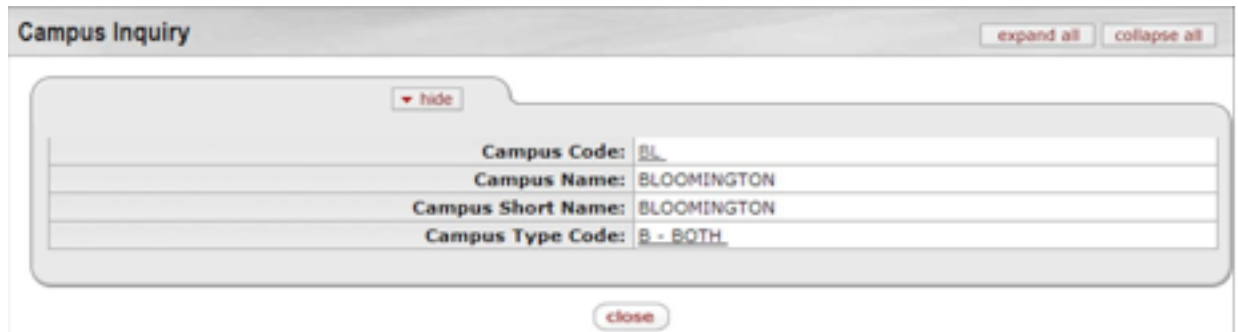 Campus Inquiry expand all collapse all
hide
Campus Code: BL
Campus Name: BLOOMINGTON
Campus Short Name: BLOOMINGTON
Campus Type Code: B - BOTH
close